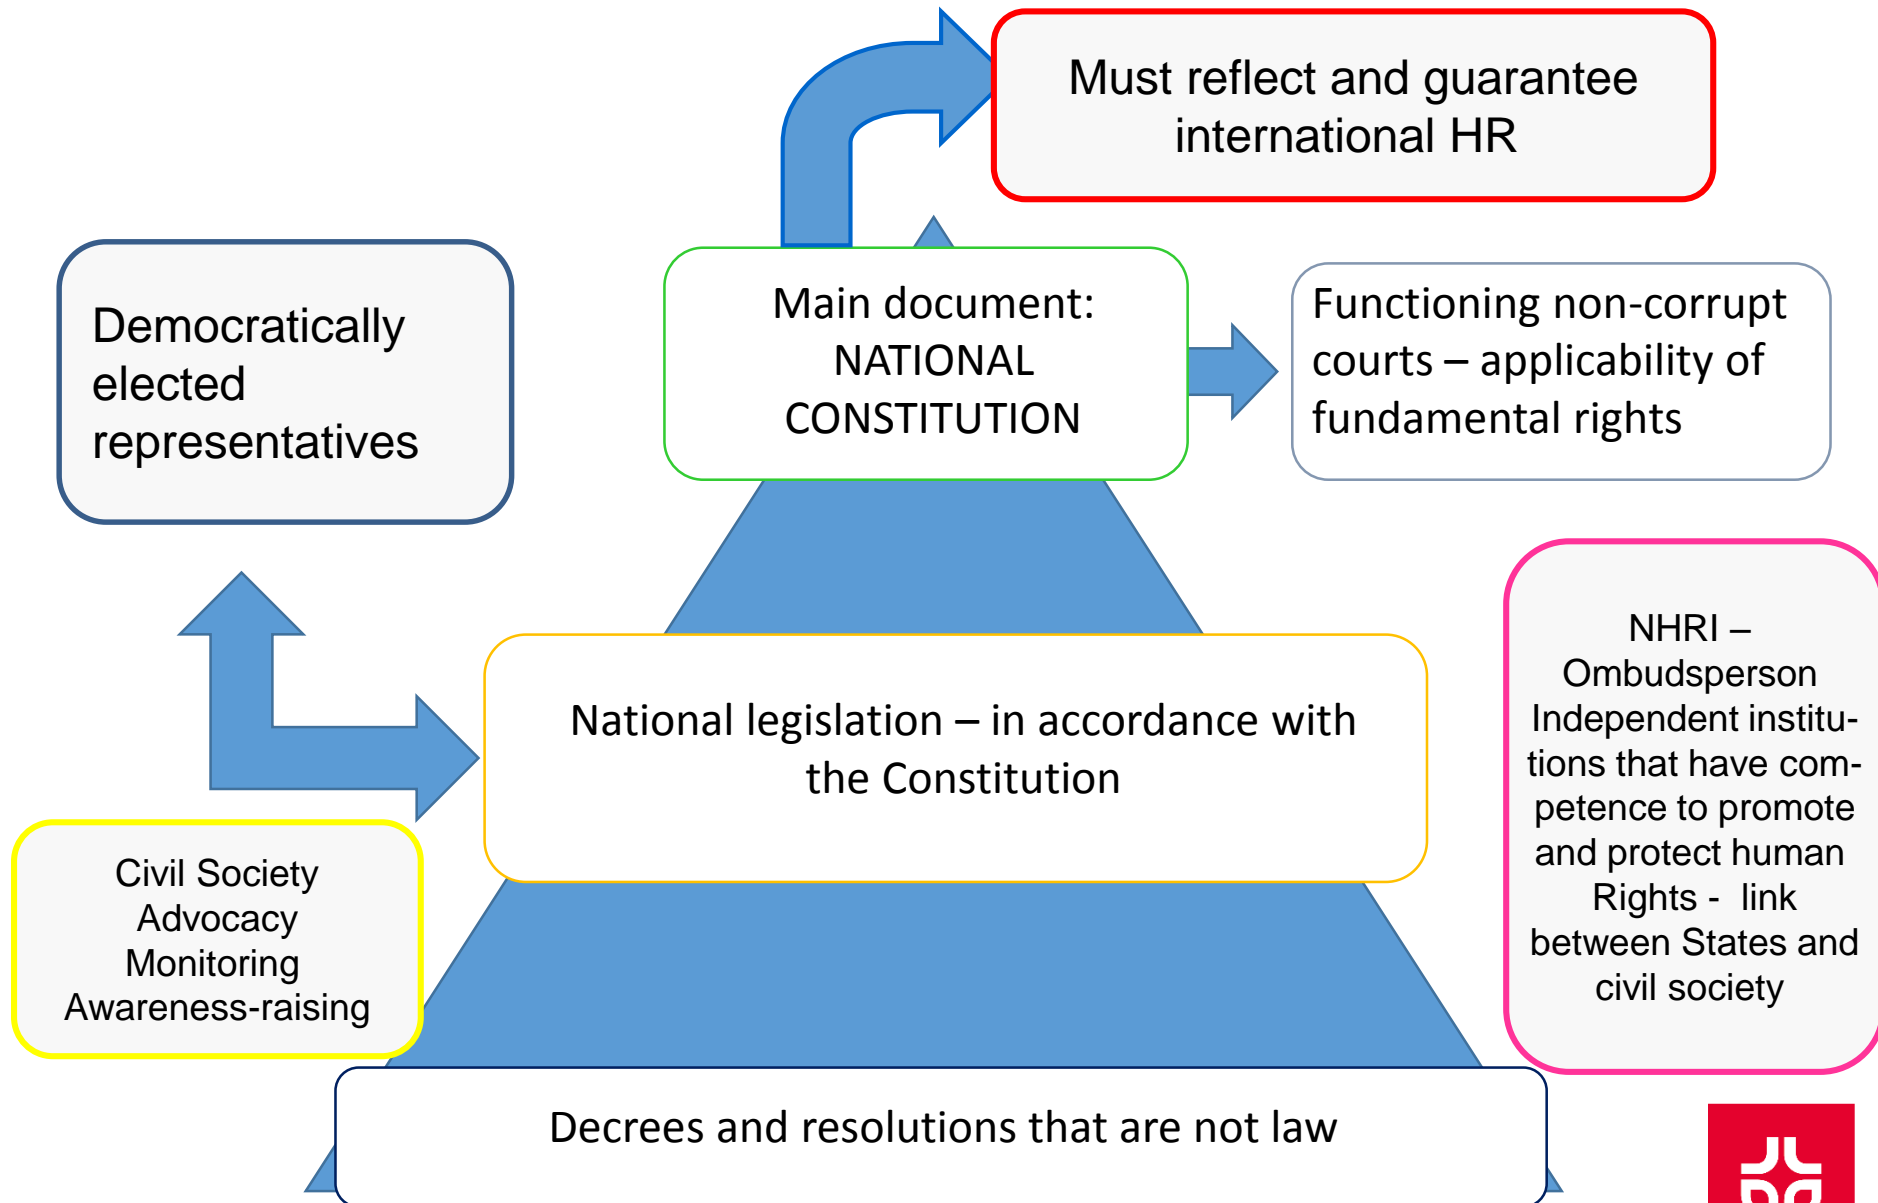 Must reflect and guarantee
international HR
Democratically
elected
representatives
Main document:
NATIONAL
CONSTITUTION
Functioning non-corrupt
courts – applicability of
fundamental rights
National legislation – in accordance with
the Constitution
NHRI –
Ombudsperson
Independent institu-
tions that have com-
petence to promote
and protect human
Rights - link
between States and
civil society
Civil Society
Advocacy
Monitoring
Awareness-raising
Decrees and resolutions that are not law